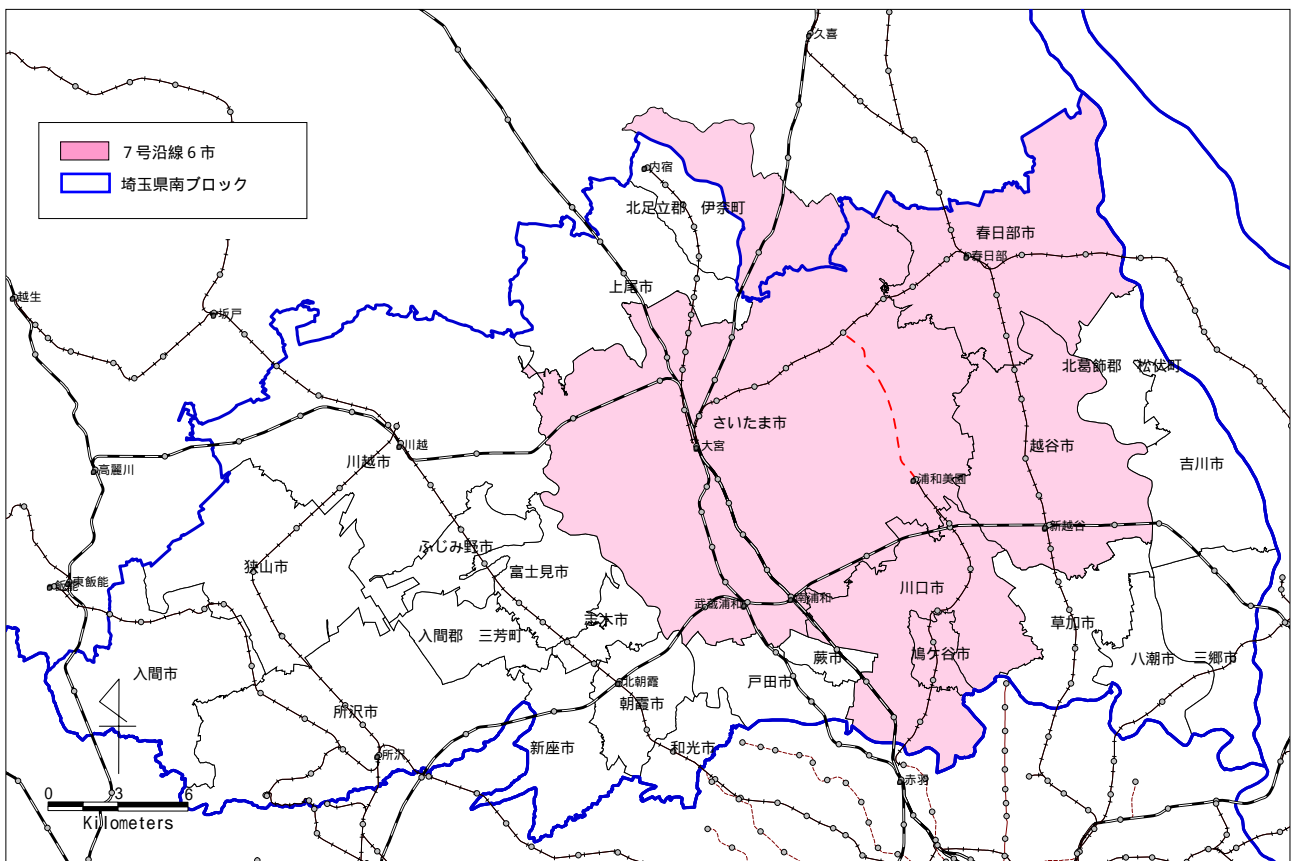 久喜
７号沿線６市
埼玉県南ブロック
内宿
北足立郡 伊奈町
春日部市
春日部
上尾市
越生
坂戸
北葛飾郡 松伏町
さいたま市
大宮
川越
川越市
越谷市
高麗川
吉川市
浦和美園
新越谷
ふじみ野市
富士見市
狭山市
東飯能
飯能
川口市
武蔵浦和
南浦和
志木市
草加市
入間郡 三芳町
鳩ケ谷市
蕨市
八潮市
三郷市
入間市
戸田市
北朝霞
朝霞市
所沢市
新座市
和光市
所沢
赤羽
0 3 6
Kilometers